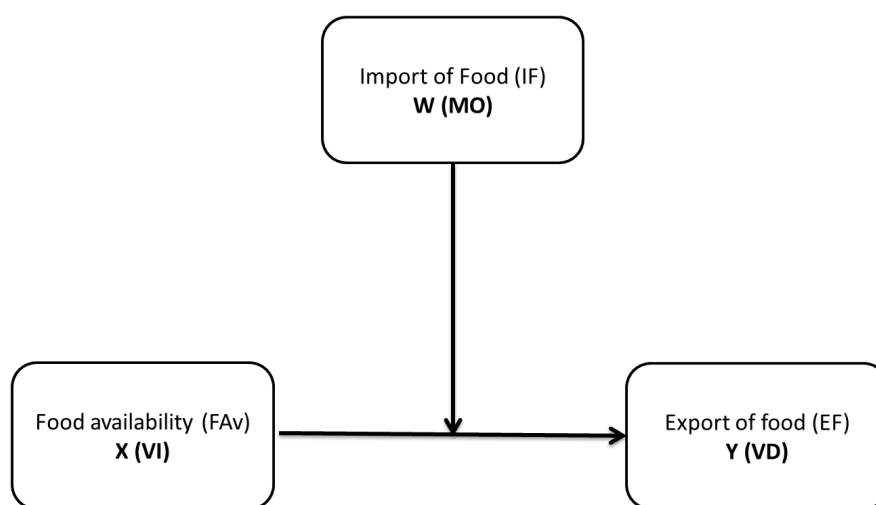 Import of Food (IF)
W (MO)
Food availability (FAv)
X (VI)
Export of food (EF)
Y (VD)